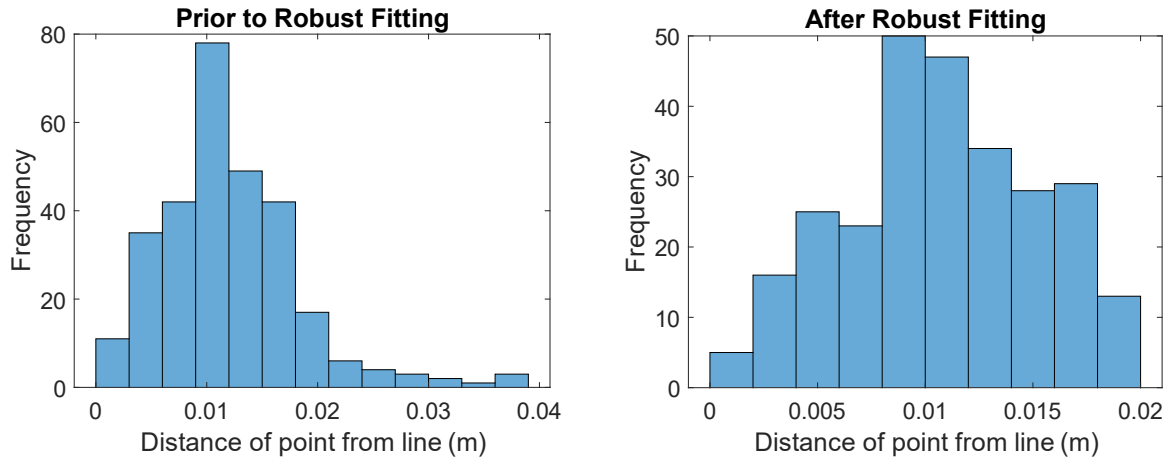 Prior to Robust Fitting
80
60
40
20
0
Frequency
0 0.01 0.02 0.03 0.04
Distance of point from line (m)
After Robust Fitting
50
40
30
20
10
0
Frequency
0 0.005 0.01 0.015 0.02
Distance of point from line (m)